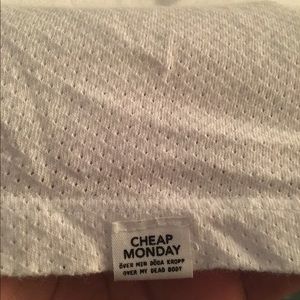 CHEAP
MONDAY
ÖVER MIN DÖDA KROPP
OVER MY DEAD BODY